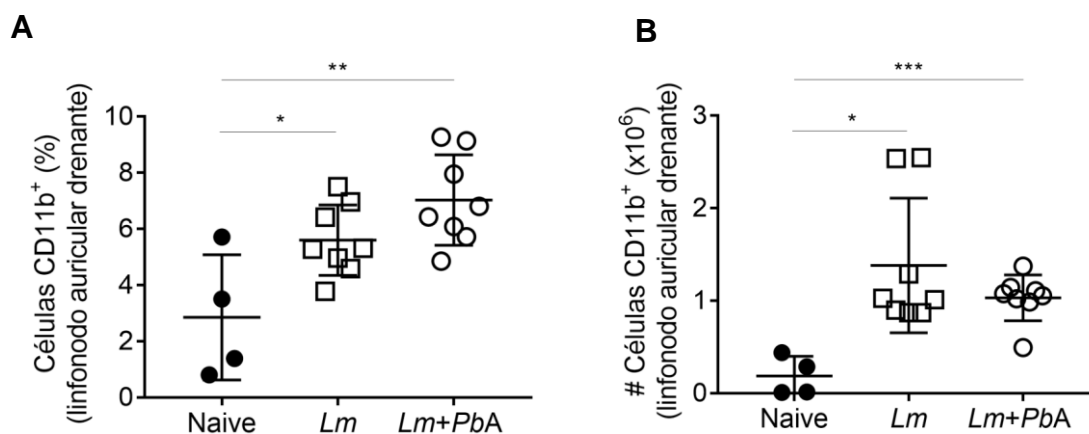 A
**
*
10
8
6
4
2
0
Células CD11b⁺ (%)
(linfonodo auricular drenante)
Naive
Lm
Lm+PbA
B
***
*
3
2
1
0
# Células CD11b⁺ (x10⁶)
(linfonodo auricular drenante)
Naive
Lm
Lm+PbA